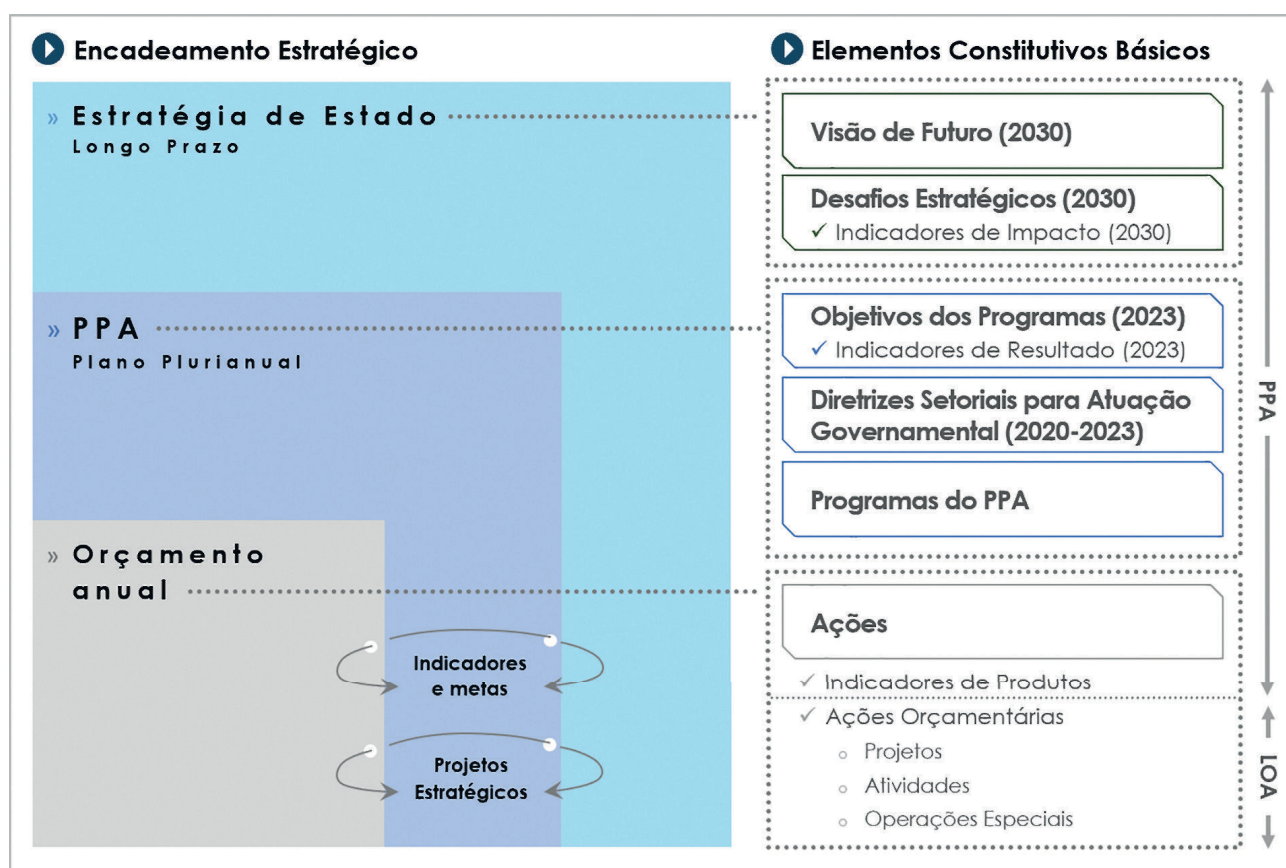 Encadeamento Estratégico
» Estratégia de Estado
Longo Prazo
» PPA
Plano Plurianual
» Orçamento
anual
Indicadores
e metas
Projetos
Estratégicos
Elementos Constitutivos Básicos
Visão de Futuro (2030)
Desafios Estratégicos (2030)
✓ Indicadores de Impacto (2030)
Objetivos dos Programas (2023)
✓ Indicadores de Resultado (2023)
Diretrizes Setoriais para Atuação
Governamental (2020-2023)
Programas do PPA
Ações
✓ Indicadores de Produtos
✓ Ações Orçamentárias
Projetos
Atividades
Operações Especiais
PPA
LOA